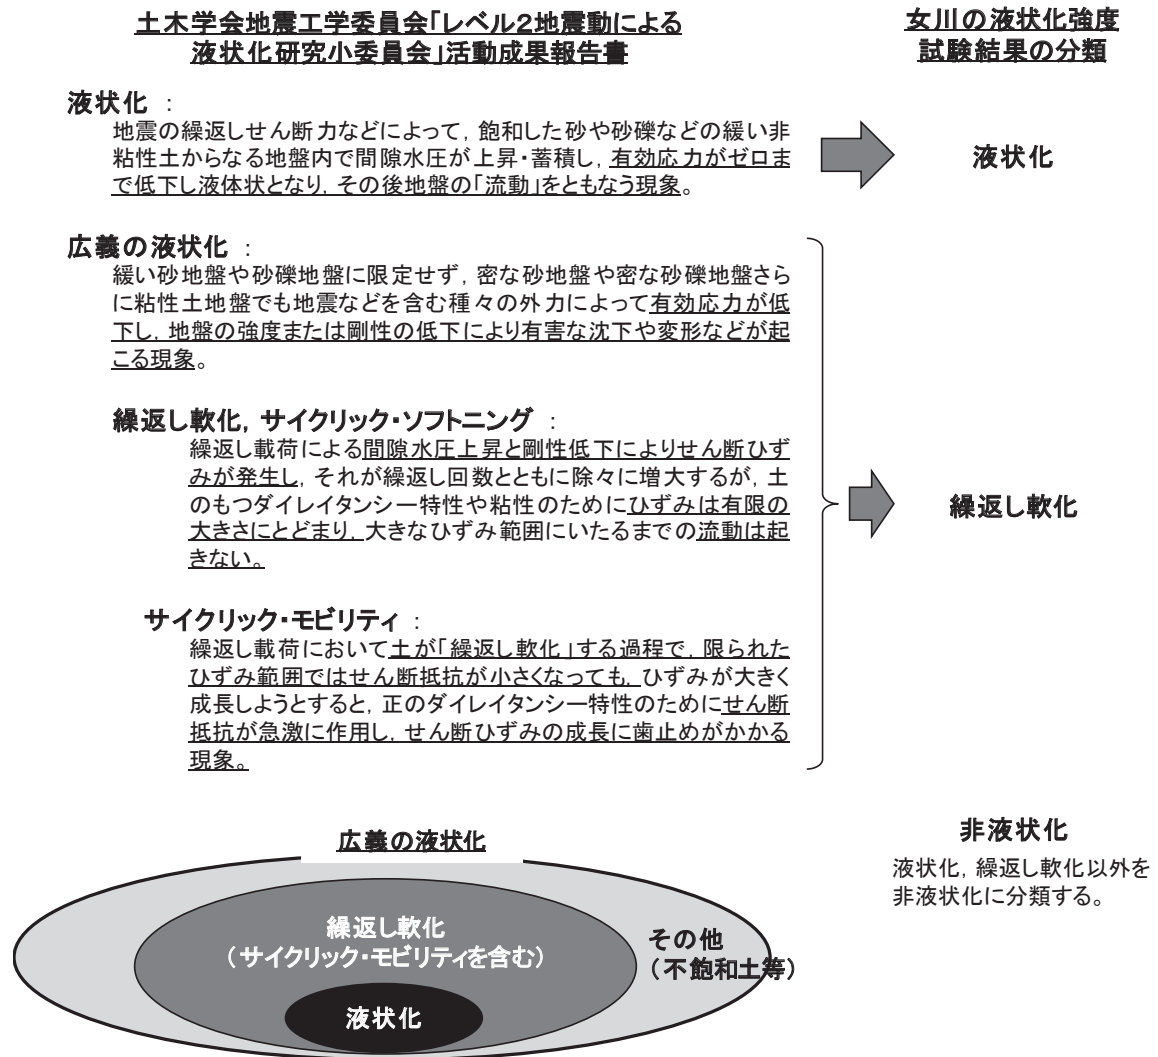 土木学会地震工学委員会「レベル2地震動による
液状化研究小委員会」活動成果報告書
女川の液状化強度
試験結果の分類
液状化 :
地震の繰返しせん断力などによって,飽和した砂や砂礫などの緩い非
粘性土からなる地盤内で間隙水圧が上昇・蓄積し,有効応力がゼロま
で低下し液体状となり,その後地盤の「流動」をともなう現象。
液状化
広義の液状化 :
緩い砂地盤や砂礫地盤に限定せず,密な砂地盤や密な砂礫地盤さら
に粘性土地盤でも地震などを含む種々の外力によって有効応力が低
下し,地盤の強度または剛性の低下により有害な沈下や変形などが起
こる現象。
繰返し軟化,サイクリック・ソフトニング :
繰返し載荷による間隙水圧上昇と剛性低下によりせん断ひず
みが発生し,それが繰返し回数とともに除々に増大するが,土
のもつダイレイタンシー特性や粘性のためにひずみは有限の
大きさにとどまり,大きなひずみ範囲にいたるまでの流動は起
きない。
繰返し軟化
サイクリック・モビリティ :
繰返し載荷において土が「繰返し軟化」する過程で,限られた
ひずみ範囲ではせん断抵抗が小さくなっても,ひずみが大きく
成長しようとすると,正のダイレイタンシー特性のためにせん断
抵抗が急激に作用し,せん断ひずみの成長に歯止めがかかる
現象。
非液状化
液状化,繰返し軟化以外を
非液状化に分類する。
広義の液状化
繰返し軟化
(サイクリック・モビリティを含む)
その他
(不飽和土等)
液状化